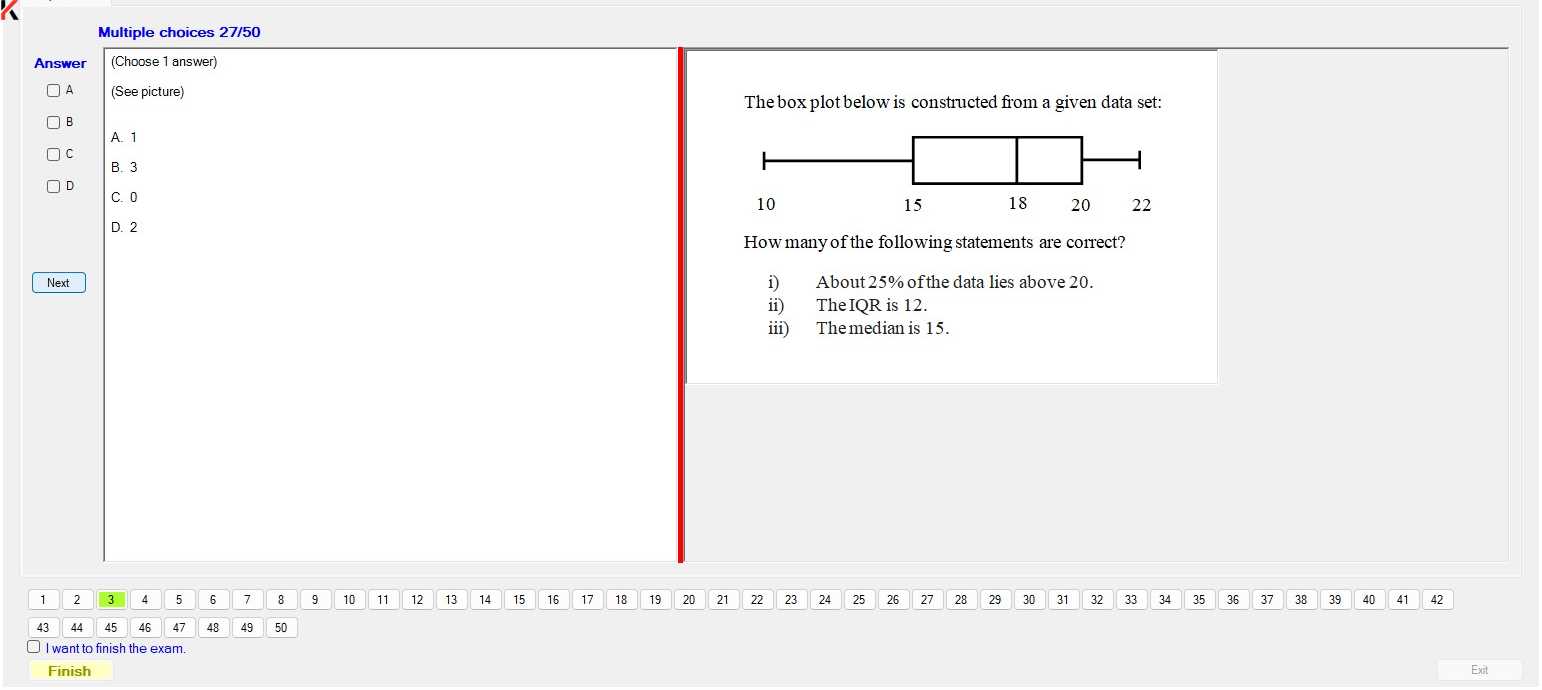 Multiple choices 27/50
Answer
A
B
C
D
Next
(Choose 1 answer)
(See picture)
A. 1
B. 3
C. 0
D. 2
The box plot below is constructed from a given data set:
10 15 18 20 22
How many of the following statements are correct?
i) About 25% of the data lies above 20.
ii) The IQR is 12.
iii) The median is 15.
1 2 3 4 5 6 7 8 9 10 11 12 13 14 15 16 17 18 19 20 21 22 23 24 25 26 27 28 29 30 31 32 33 34 35 36 37 38 39 40 41 42
43 44 45 46 47 48 49 50
I want to finish the exam.
Finish
Exit